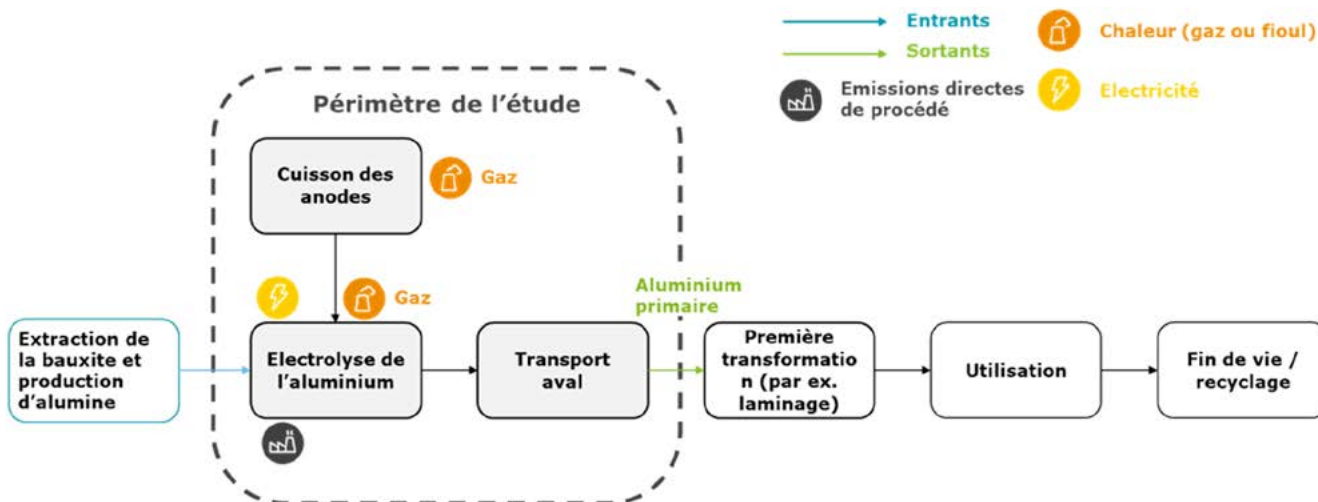 Entrants
Sortants
Emissions directes
de procédé
Chaleur (gaz ou fioul)
Electricité
Périmètre de l'étude
Cuisson des
anodes
Gaz
Gaz
Aluminium
primaire
Extraction de
la bauxite et
production
d'alumine
Electrolyse de
l'aluminium
Transport
aval
Première
transformatio
n (par ex.
laminage)
Utilisation
Fin de vie /
recyclage